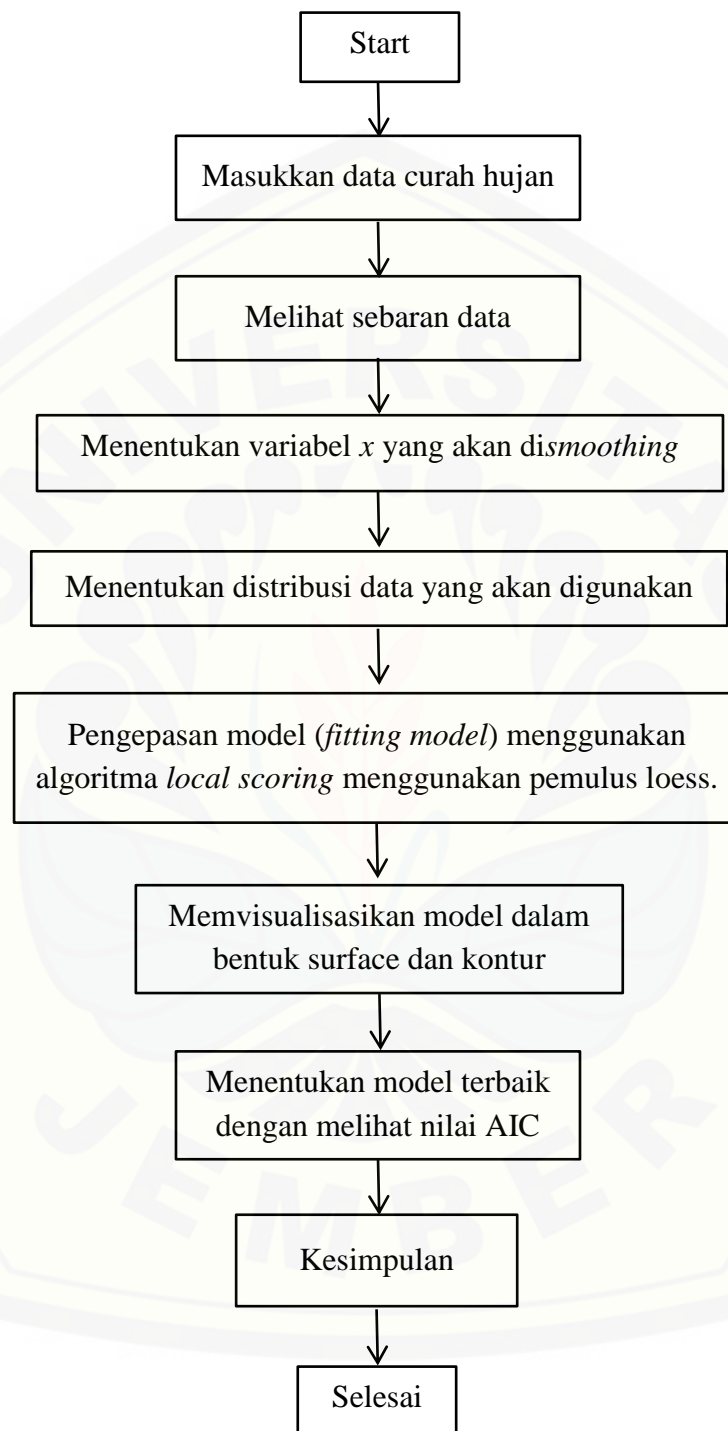 Start
Masukkan data curah hujan
Melihat sebaran data
Menentukan variabel x yang akan dismoothing
Menentukan distribusi data yang akan digunakan
Pengepasan model (fitting model) menggunakan
algoritma local scoring menggunakan pemulus loess.
Memvisualisasikan model dalam
bentuk surface dan kontur
Menentukan model terbaik
dengan melihat nilai AIC
Kesimpulan
Selesai
UNIVERSITAS
JEMBER